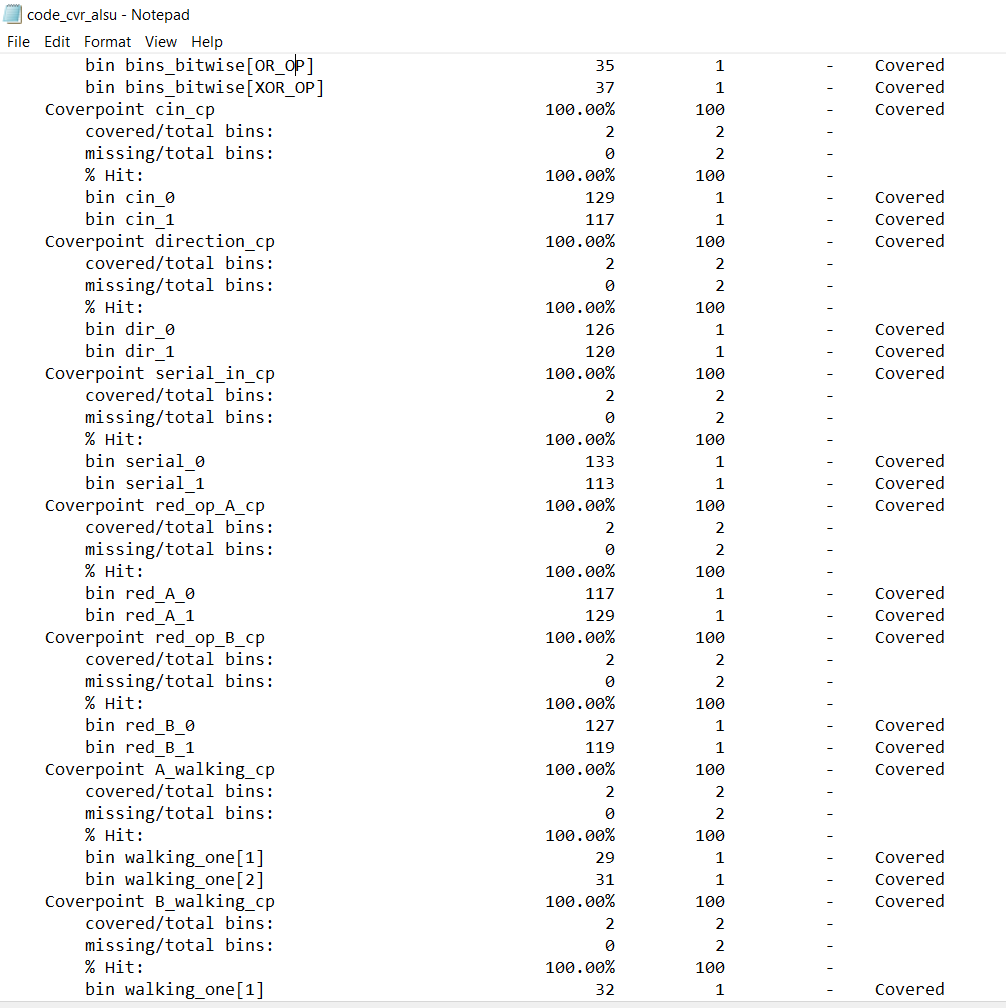 code_cvr_alsu - Notepad
File Edit Format View Help
bin bins_bitwise[OR_OP] 35 1 - Covered
bin bins_bitwise[XOR_OP] 37 1 - Covered
Coverpoint cin_cp 100.00% 100 - Covered
covered/total bins: 2 2 -
missing/total bins: 0 2 -
% Hit: 100.00% 100 -
bin cin_0 129 1 - Covered
bin cin_1 117 1 - Covered
Coverpoint direction_cp 100.00% 100 - Covered
covered/total bins: 2 2 -
missing/total bins: 0 2 -
% Hit: 100.00% 100 -
bin dir_0 126 1 - Covered
bin dir_1 120 1 - Covered
Coverpoint serial_in_cp 100.00% 100 - Covered
covered/total bins: 2 2 -
missing/total bins: 0 2 -
% Hit: 100.00% 100 -
bin serial_0 133 1 - Covered
bin serial_1 113 1 - Covered
Coverpoint red_op_A_cp 100.00% 100 - Covered
covered/total bins: 2 2 -
missing/total bins: 0 2 -
% Hit: 100.00% 100 -
bin red_A_0 117 1 - Covered
bin red_A_1 129 1 - Covered
Coverpoint red_op_B_cp 100.00% 100 - Covered
covered/total bins: 2 2 -
missing/total bins: 0 2 -
% Hit: 100.00% 100 -
bin red_B_0 127 1 - Covered
bin red_B_1 119 1 - Covered
Coverpoint A_walking_cp 100.00% 100 - Covered
covered/total bins: 2 2 -
missing/total bins: 0 2 -
% Hit: 100.00% 100 -
bin walking_one[1] 29 1 - Covered
bin walking_one[2] 31 1 - Covered
Coverpoint B_walking_cp 100.00% 100 - Covered
covered/total bins: 2 2 -
missing/total bins: 0 2 -
% Hit: 100.00% 100 -
bin walking_one[1] 32 1 - Covered